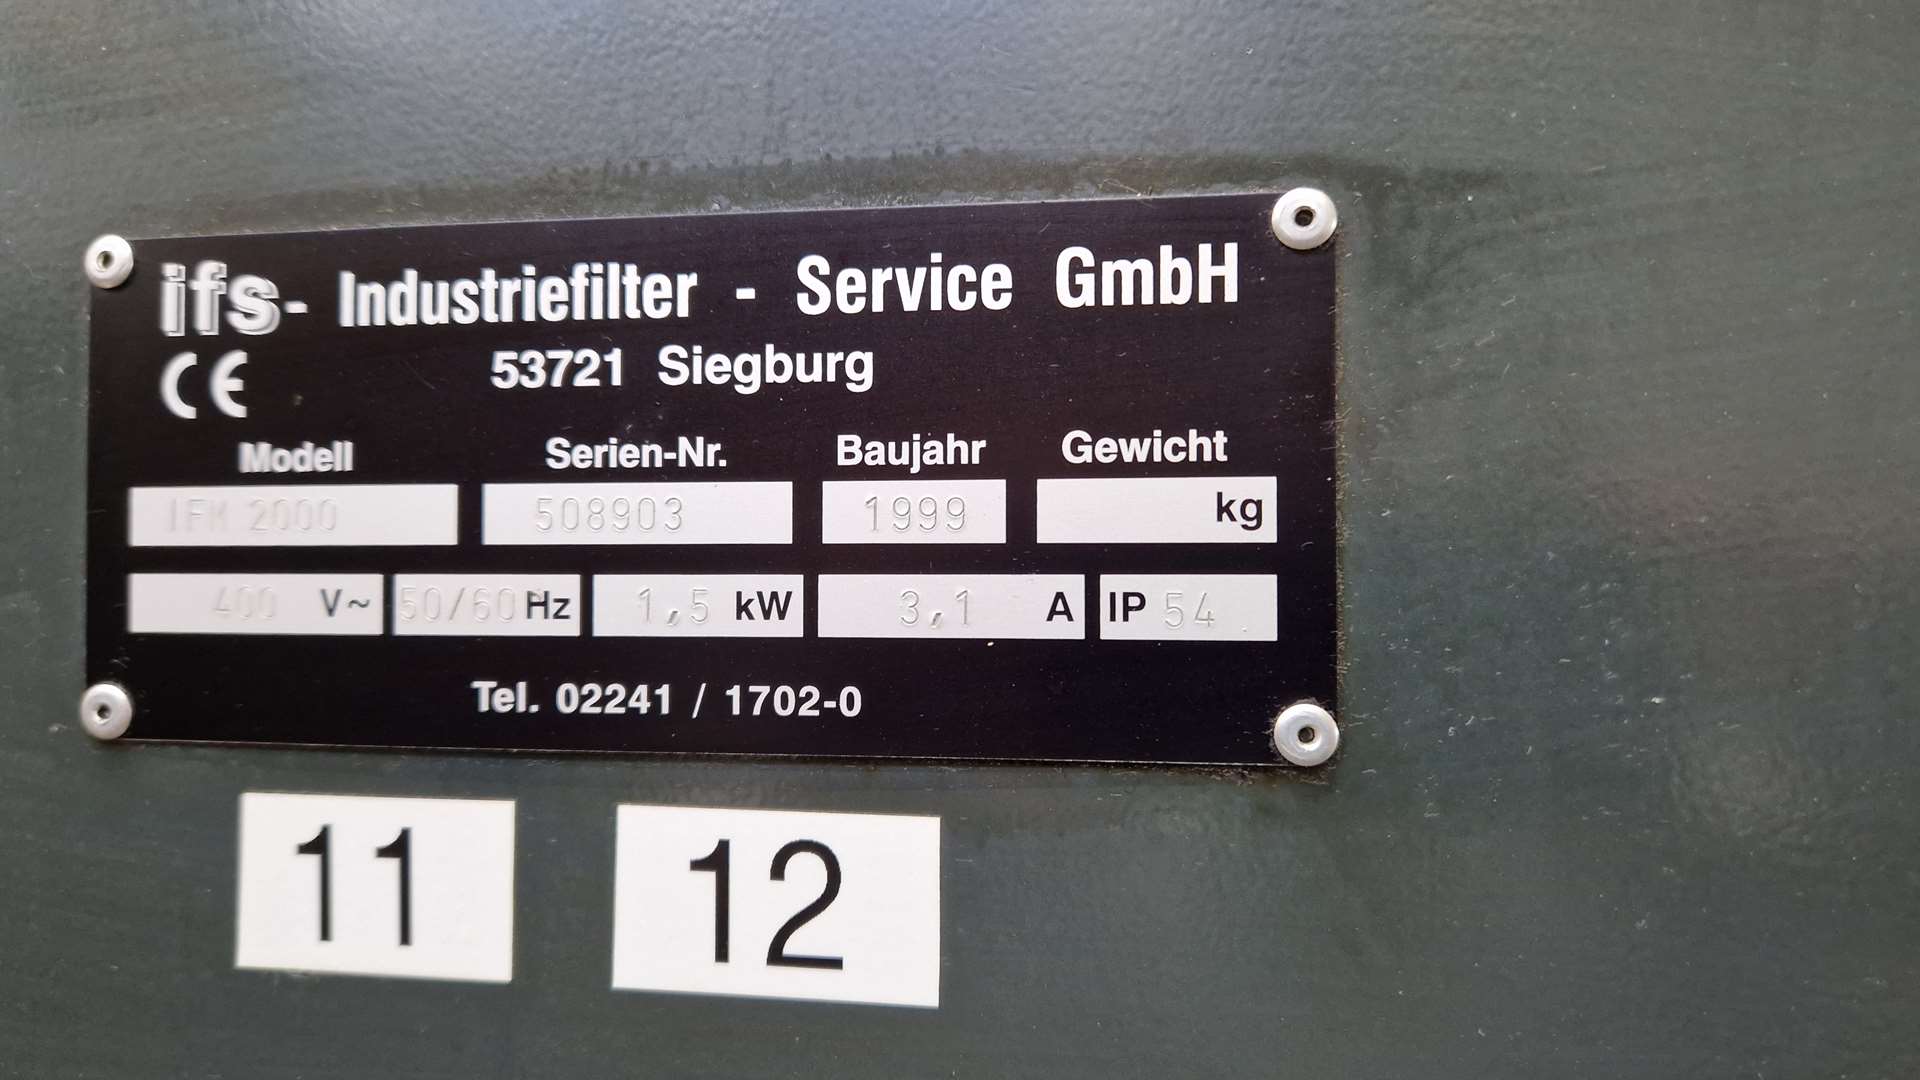 ifs- Industriefilter - Service GmbH
CE 53721 Siegburg
Modell Serien-Nr. Baujahr Gewicht
IFM 2000 508903 1999 kg
400 V~ 50/60 Hz 1,5 kW 3,1 A IP 54
Tel. 02241 / 1702-0
11 12